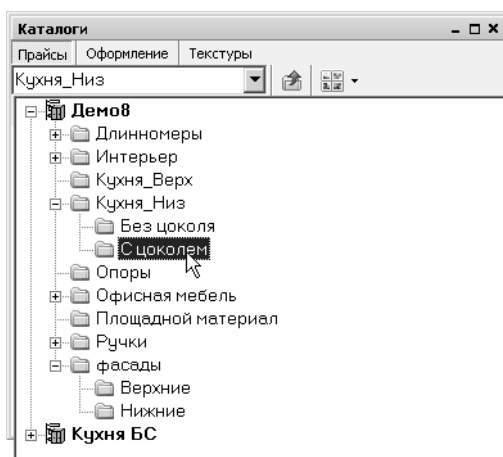 Каталоги
Прайсы Оформление Текстуры
Кухня_Низ
Демо8
Длинномеры
Интерьер
Кухня_Верх
Кухня_Низ
Без цоколя
С цоколем
Опоры
Офисная мебель
Площадной материал
Ручки
фасады
Верхние
Нижние
Кухня БС